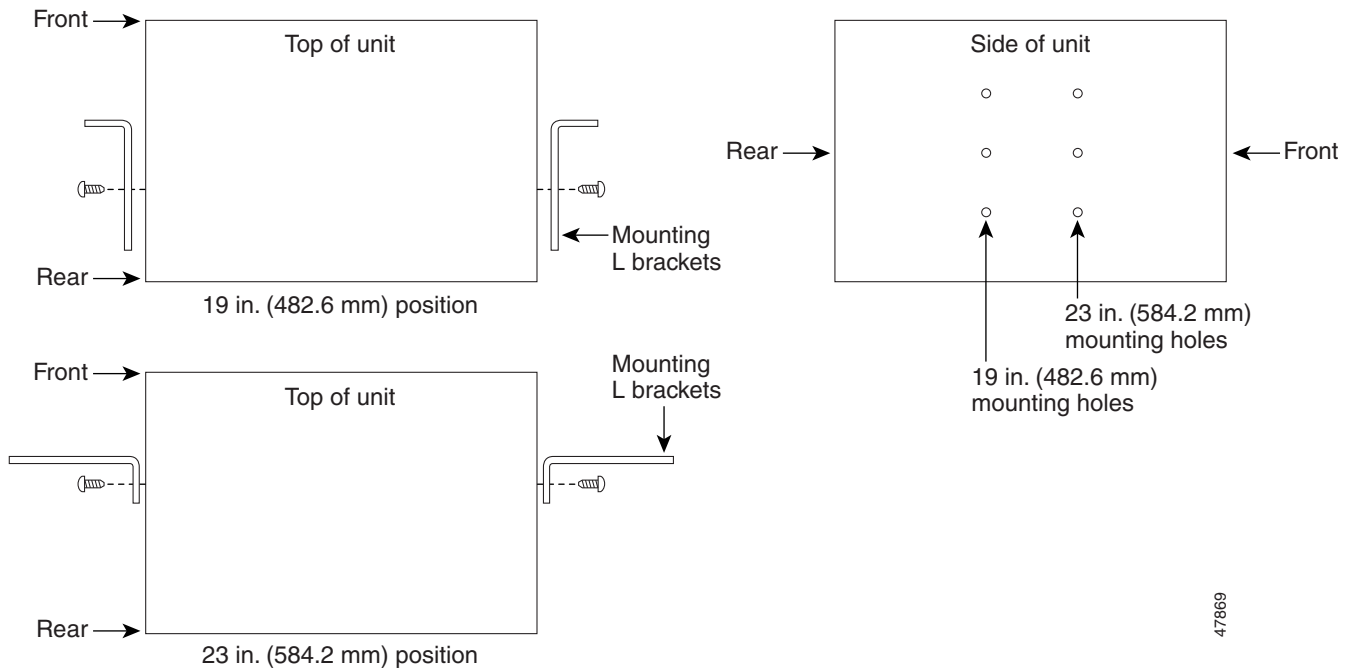 Front
Top of unit
Mounting
L brackets
Rear
19 in. (482.6 mm) position
Front
Top of unit
Mounting
L brackets
Rear
23 in. (584.2 mm) position
Side of unit
Rear
Front
23 in. (584.2 mm)
mounting holes
19 in. (482.6 mm)
mounting holes
47869